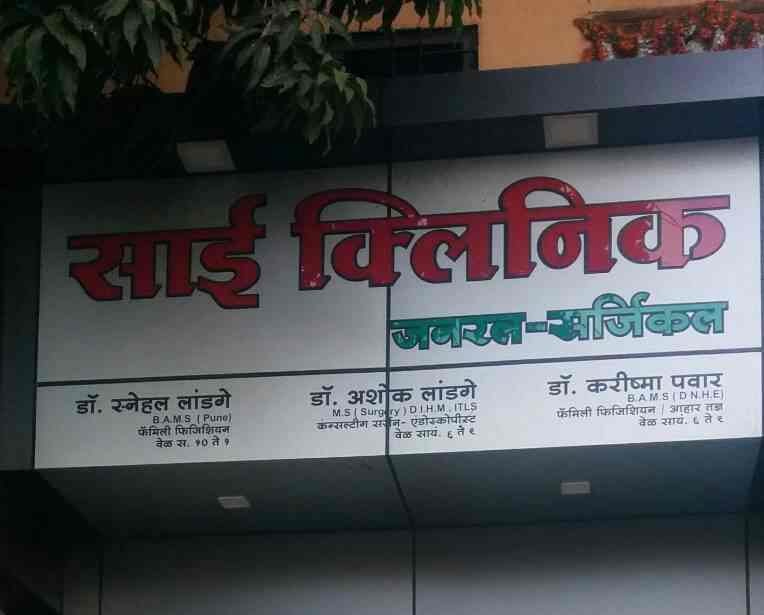 साई क्लिनिक
जनरल-सर्जिकल
डॉ. स्नेहल लांडगे
B.A.M.S ( Pune)
फॅमिली फिजिशियन
वेळ स. १० ते १
डॉ. अशोक लांडगे
M.S ( Surgery ) D.I.H.M , ITLS
कंन्सल्टींग सर्जन- एंडोस्कोपीस्ट
वेळ सायं. ६ ते ९
डॉ. करीष्मा पवार
B.A.M.S ( D N.H.E)
फॅमिली फिजिशियन / आहार तज्ञ
वेळ सायं. ६ ते ९